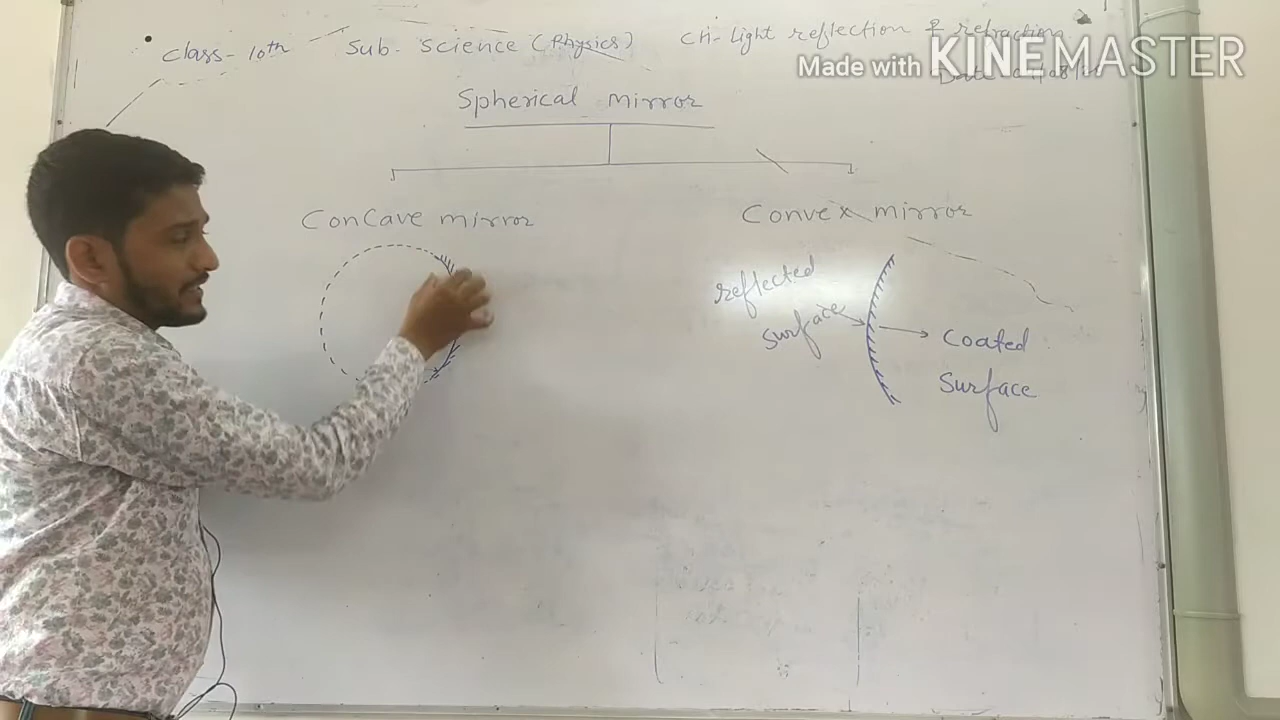 Class-10th Sub-Science (Physics) CH-Light reflection & refraction
Made with KINEMASTER
Date
Spherical mirror
Concave mirror
Convex mirror
reflected
surface
Coated
Surface